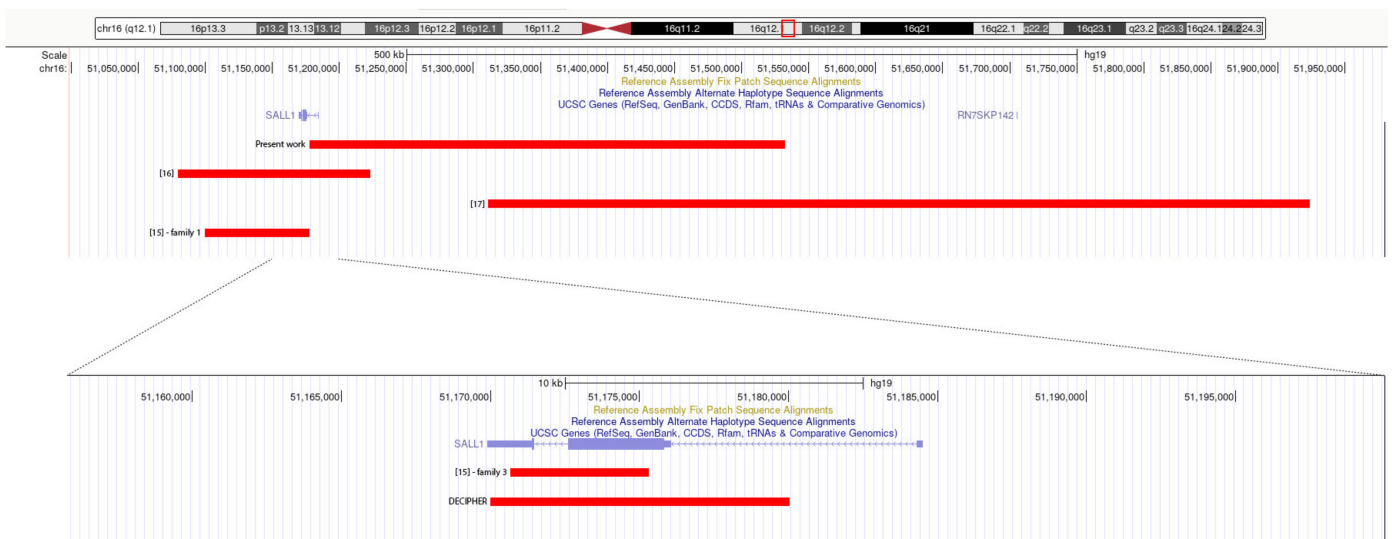 chr16 (q12.1) 16p13.3 p13.2 13.13 13.12 16p12.3 16p12.2 16p12.1 16p11.2 16q11.2 16q12. 16q12.2 16q21 16q22.1 q22.2 16q23.1 q23.2 q23.3 16q24.1 24.2 24.3
Scale 500 kb hg19
chr16: 51,050,000 51,100,000 51,150,000 51,200,000 51,250,000 51,300,000 51,350,000 51,400,000 51,450,000 51,500,000 51,550,000 51,600,000 51,650,000 51,700,000 51,750,000 51,800,000 51,850,000 51,900,000 51,950,000
Reference Assembly Fix Patch Sequence Alignments
Reference Assembly Alternate Haplotype Sequence Alignments
UCSC Genes (RefSeq, GenBank, CCDS, Rfam, tRNAs & Comparative Genomics)
SALL1 RN7SKP142
Present work
[16]
[17]
[15] - family 1
10 kb hg19
51,160,000 51,165,000 51,170,000 51,175,000 51,180,000 51,185,000 51,190,000 51,195,000
Reference Assembly Fix Patch Sequence Alignments
Reference Assembly Alternate Haplotype Sequence Alignments
UCSC Genes (RefSeq, GenBank, CCDS, Rfam, tRNAs & Comparative Genomics)
SALL1
[15] - family 3
DECIPHER